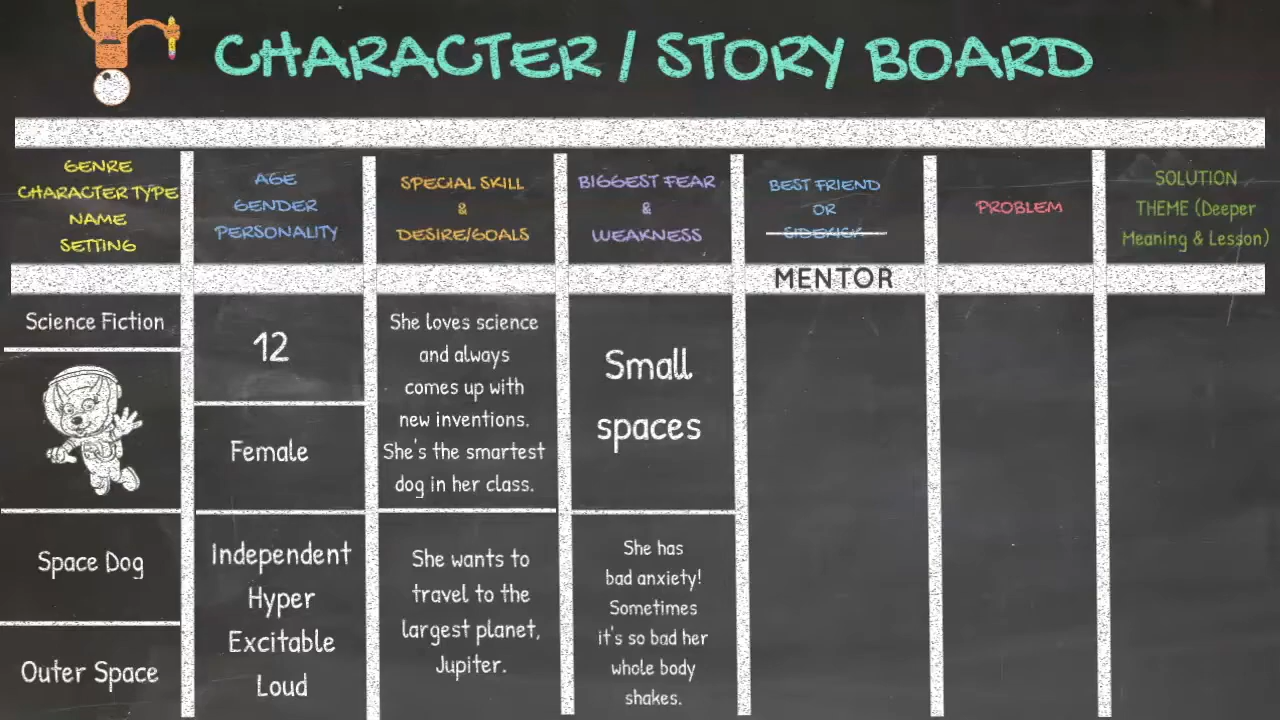 CHARACTER / STORY BOARD
GENRE
CHARACTER TYPE
NAME
SETTING
AGE
GENDER
PERSONALITY
SPECIAL SKILL
&
DESIRE/GOALS
BIGGEST FEAR
&
WEAKNESS
BEST FRIEND
OR
SIDEKICK
MENTOR
PROBLEM
SOLUTION
THEME (Deeper
Meaning & Lesson)
Science Fiction
Space Dog
Outer Space
12
Female
Independent
Hyper
Excitable
Loud
She loves science
and always
comes up with
new inventions.
She's the smartest
dog in her class.
She wants to
travel to the
largest planet,
Jupiter.
Small
spaces
She has
bad anxiety!
Sometimes
it's so bad her
whole body
shakes.